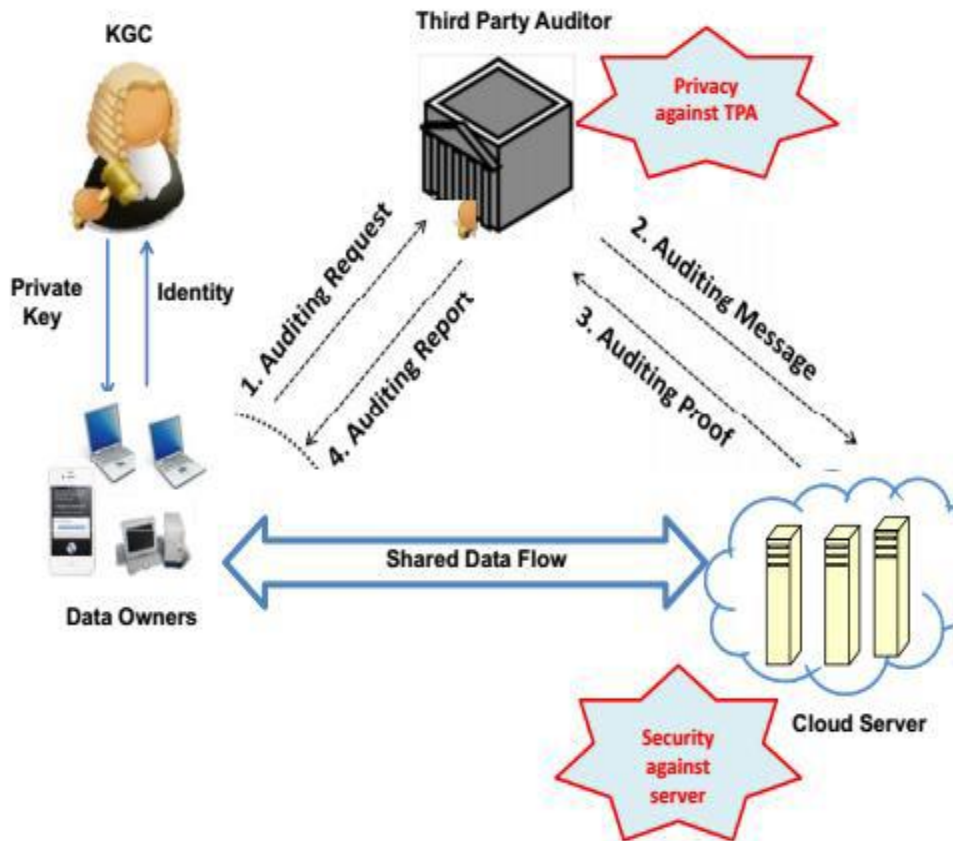 KGC
Third Party Auditor
Privacy
against TPA
Private
Key
Identity
1. Auditing Request
4. Auditing Report
2. Auditing Message
3. Auditing Proof
Shared Data Flow
Data Owners
Cloud Server
Security
against
server